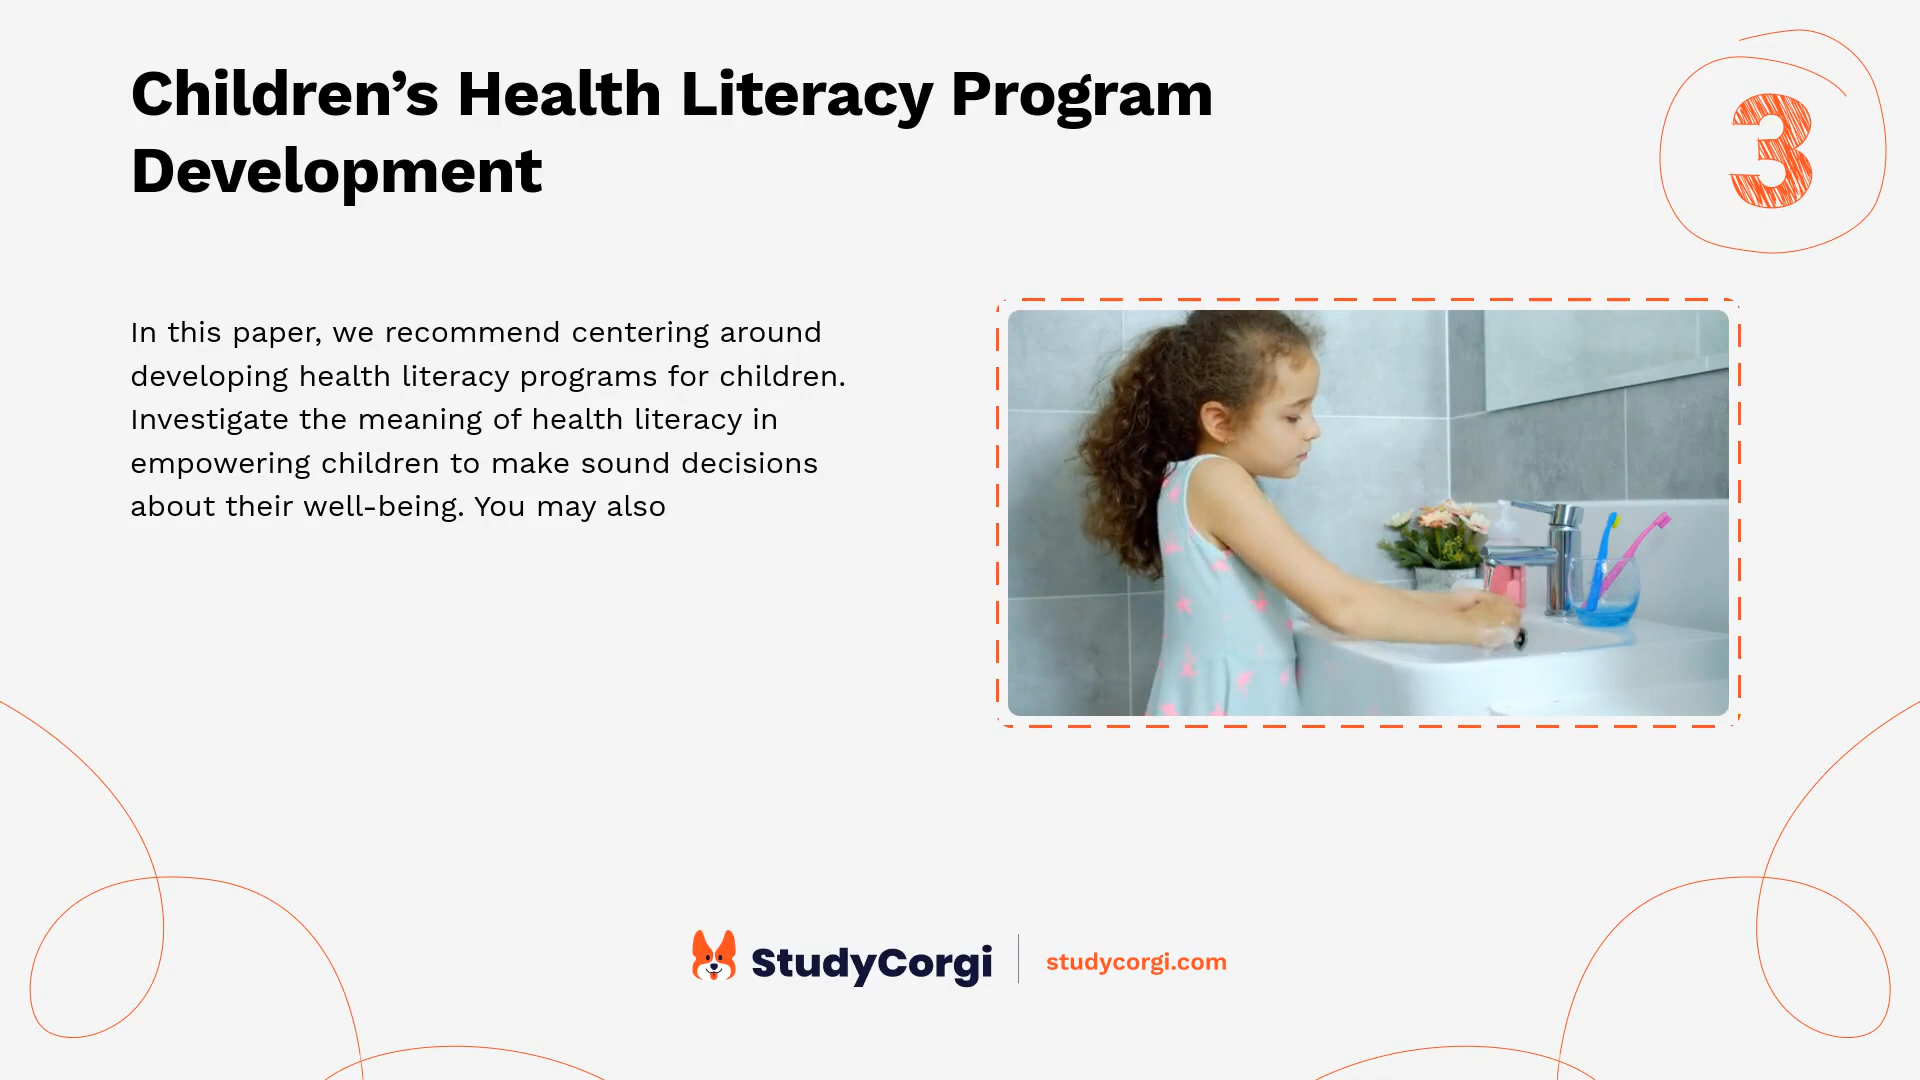 Children’s Health Literacy Program
Development
3
In this paper, we recommend centering around
developing health literacy programs for children.
Investigate the meaning of health literacy in
empowering children to make sound decisions
about their well-being. You may also
StudyCorgi
studycorgi.com